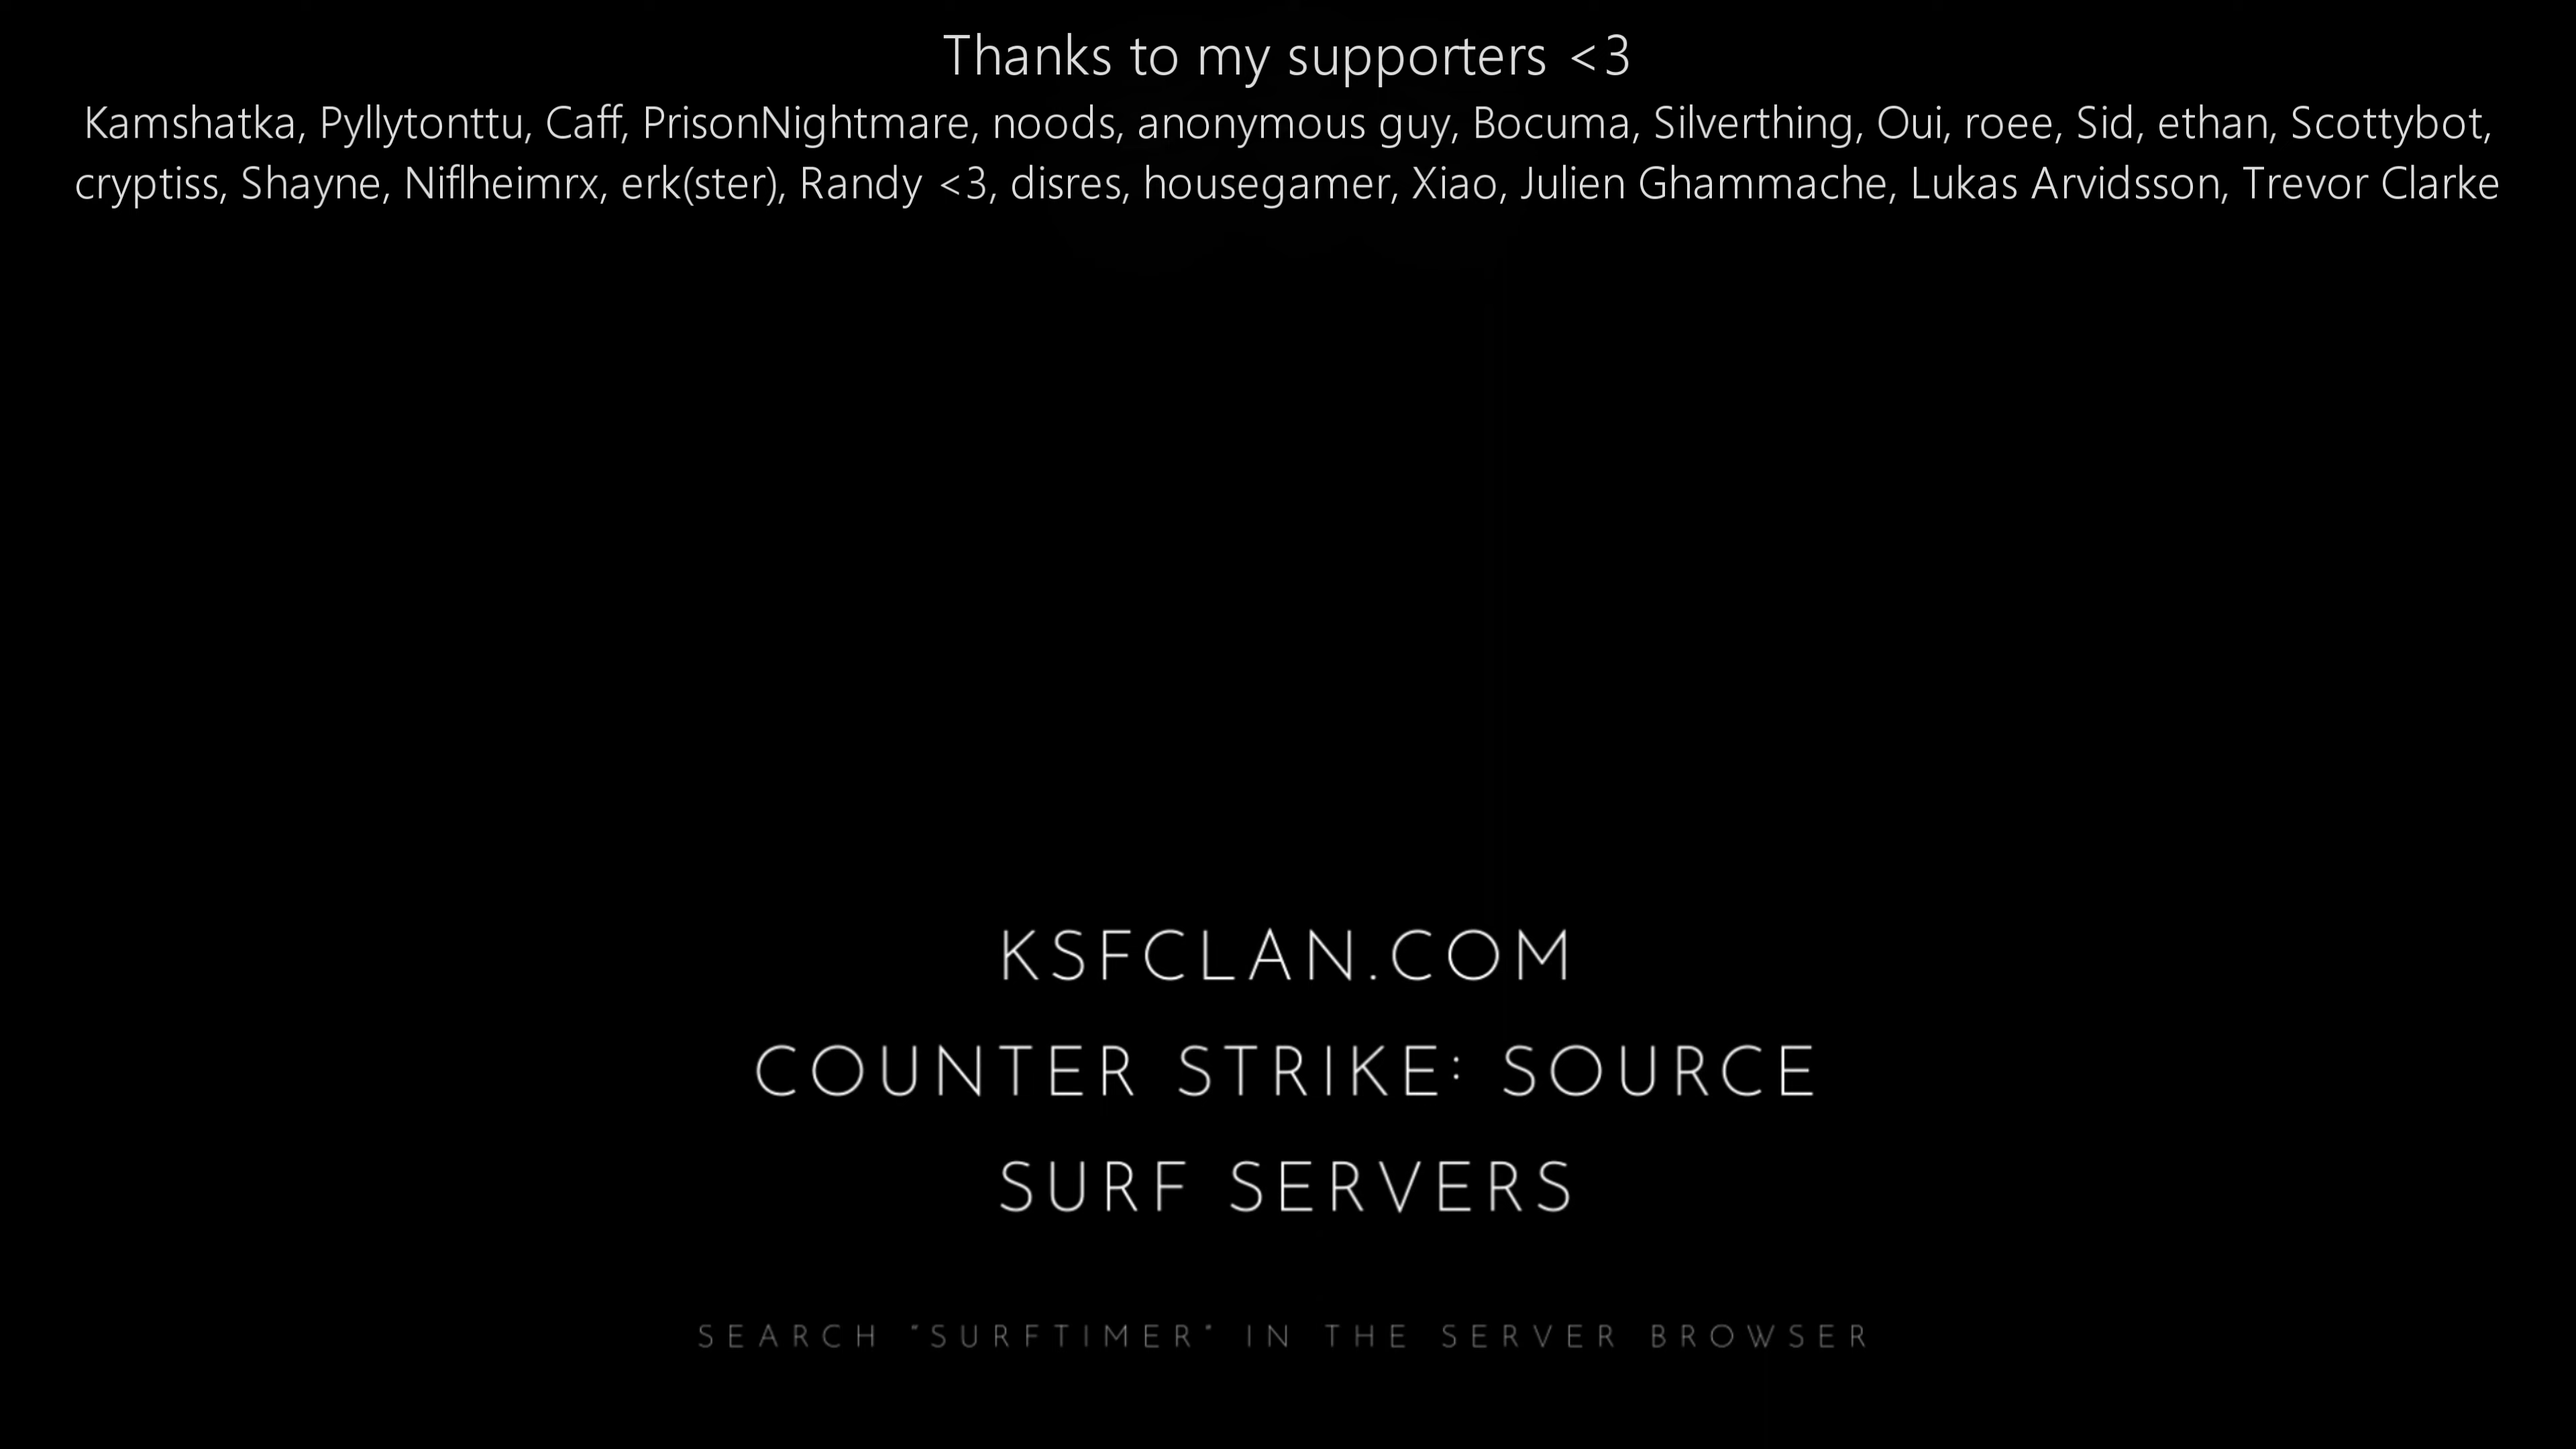 Thanks to my supporters <3
Kamshatka, Pyllytonttu, Caff, PrisonNightmare, noods, anonymous guy, Bocuma, Silverthing, Oui, roee, Sid, ethan, Scottybot,
cryptiss, Shayne, Niflheimrx, erk(ster), Randy <3, disres, housegamer, Xiao, Julien Ghammache, Lukas Arvidsson, Trevor Clarke
KSFCLAN.COM
COUNTER STRIKE: SOURCE
SURF SERVERS
SEARCH "SURFTIMER" IN THE SERVER BROWSER